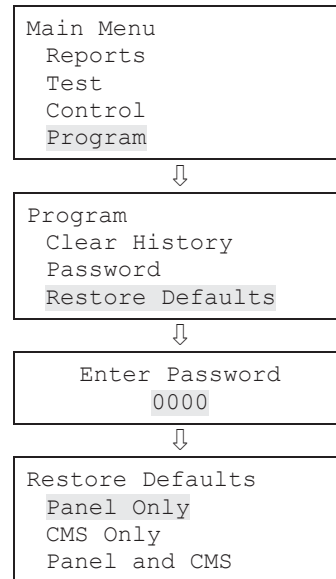 Main Menu
Reports
Test
Control
Program
⇩
Program
Clear History
Password
Restore Defaults
⇩
Enter Password
0000
⇩
Restore Defaults
Panel Only
CMS Only
Panel and CMS